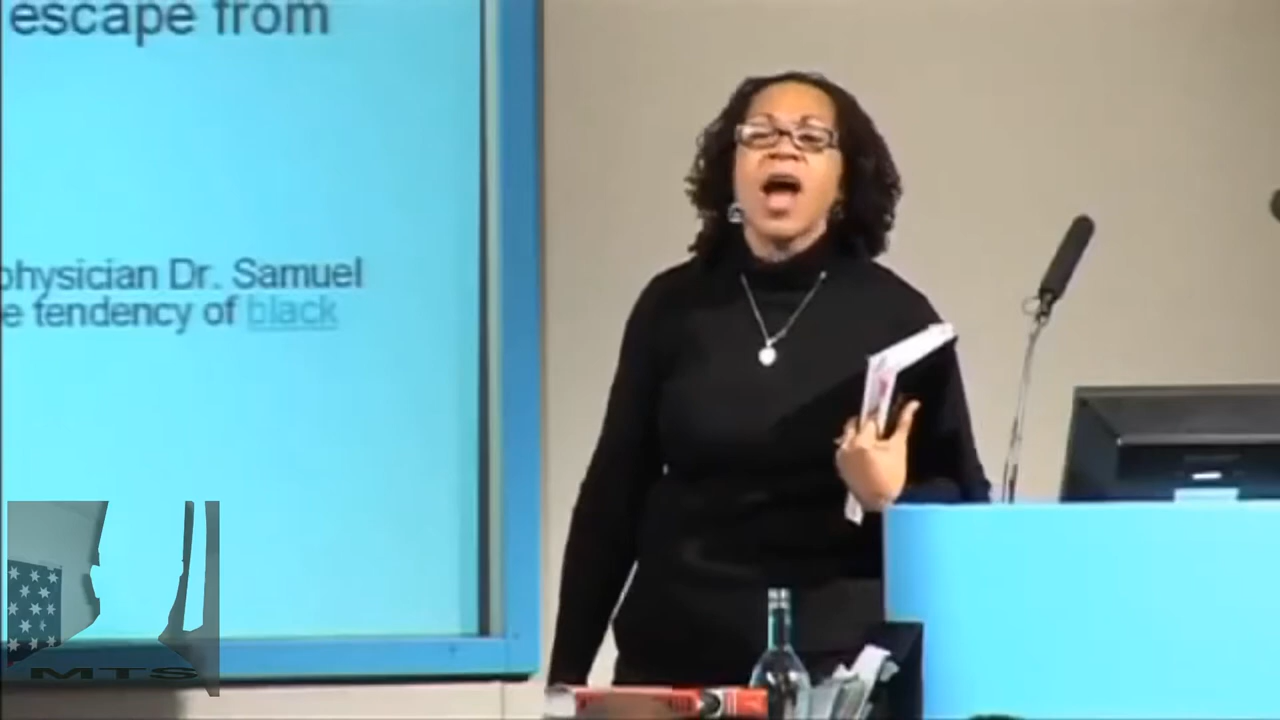 escape from
physician Dr. Samuel
e tendency of black
MTS